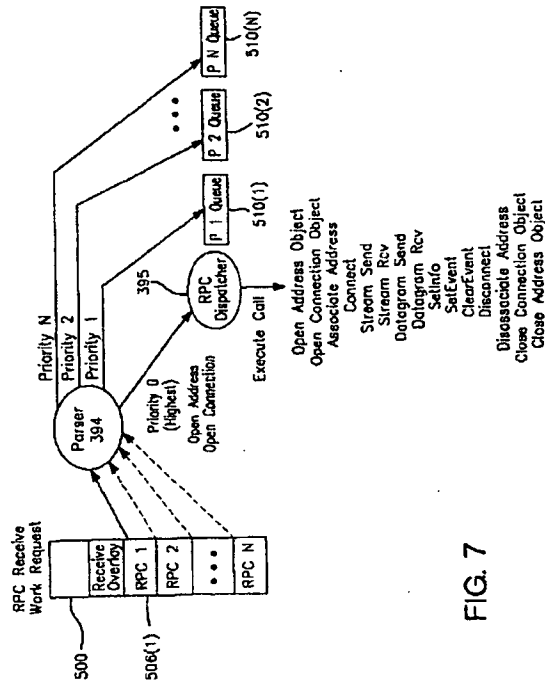 RPC Receive
Work Request
500
Receive
Overlay
RPC 1
RPC 2
•••
RPC N
506(1)
Parser
394
Priority N
Priority 2
Priority 1
Priority 0
(Highest)
Open Address
Open Connection
395
RPC
Dispatcher
P 1 Queue
510(1)
P 2 Queue
510(2)
•••
P N Queue
510(N)
Execute Call
Open Address Object
Open Connection Object
Associate Address
Connect
Stream Send
Stream Rcv
Datagram Send
Datagram Rcv
SetInfo
SetEvent
ClearEvent
Disconnect
Disassociate Address
Close Connection Object
Close Address Object
FIG. 7